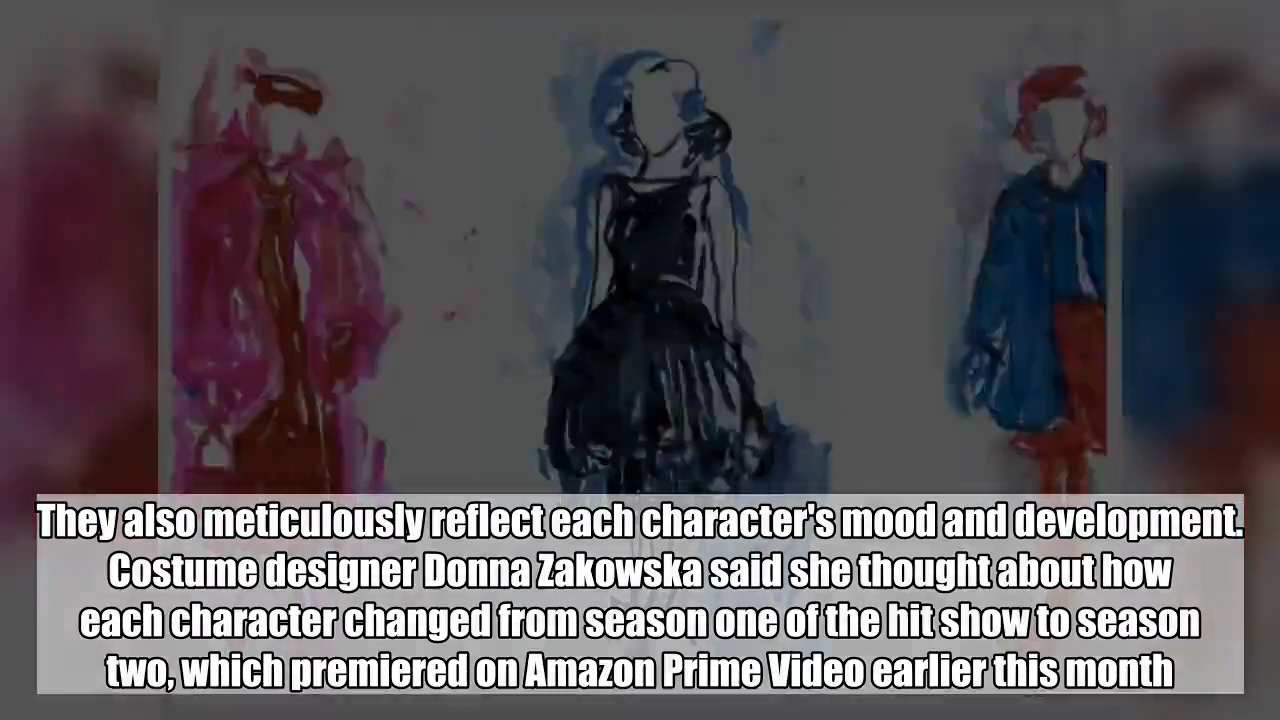 They also meticulously reflect each character's mood and development.
Costume designer Donna Zakowska said she thought about how
each character changed from season one of the hit show to season
two, which premiered on Amazon Prime Video earlier this month